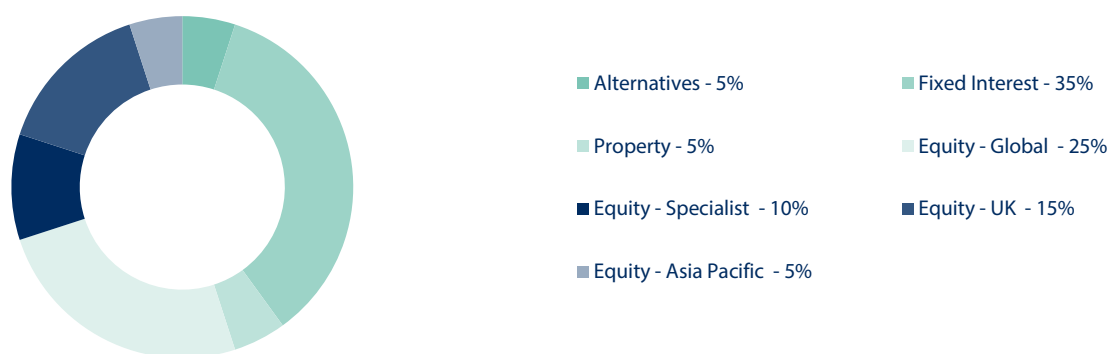 Alternatives - 5%
Fixed Interest - 35%
Property - 5%
Equity - Global  - 25%
Equity - Specialist  - 10%
Equity - UK  - 15%
Equity - Asia Pacific  - 5%